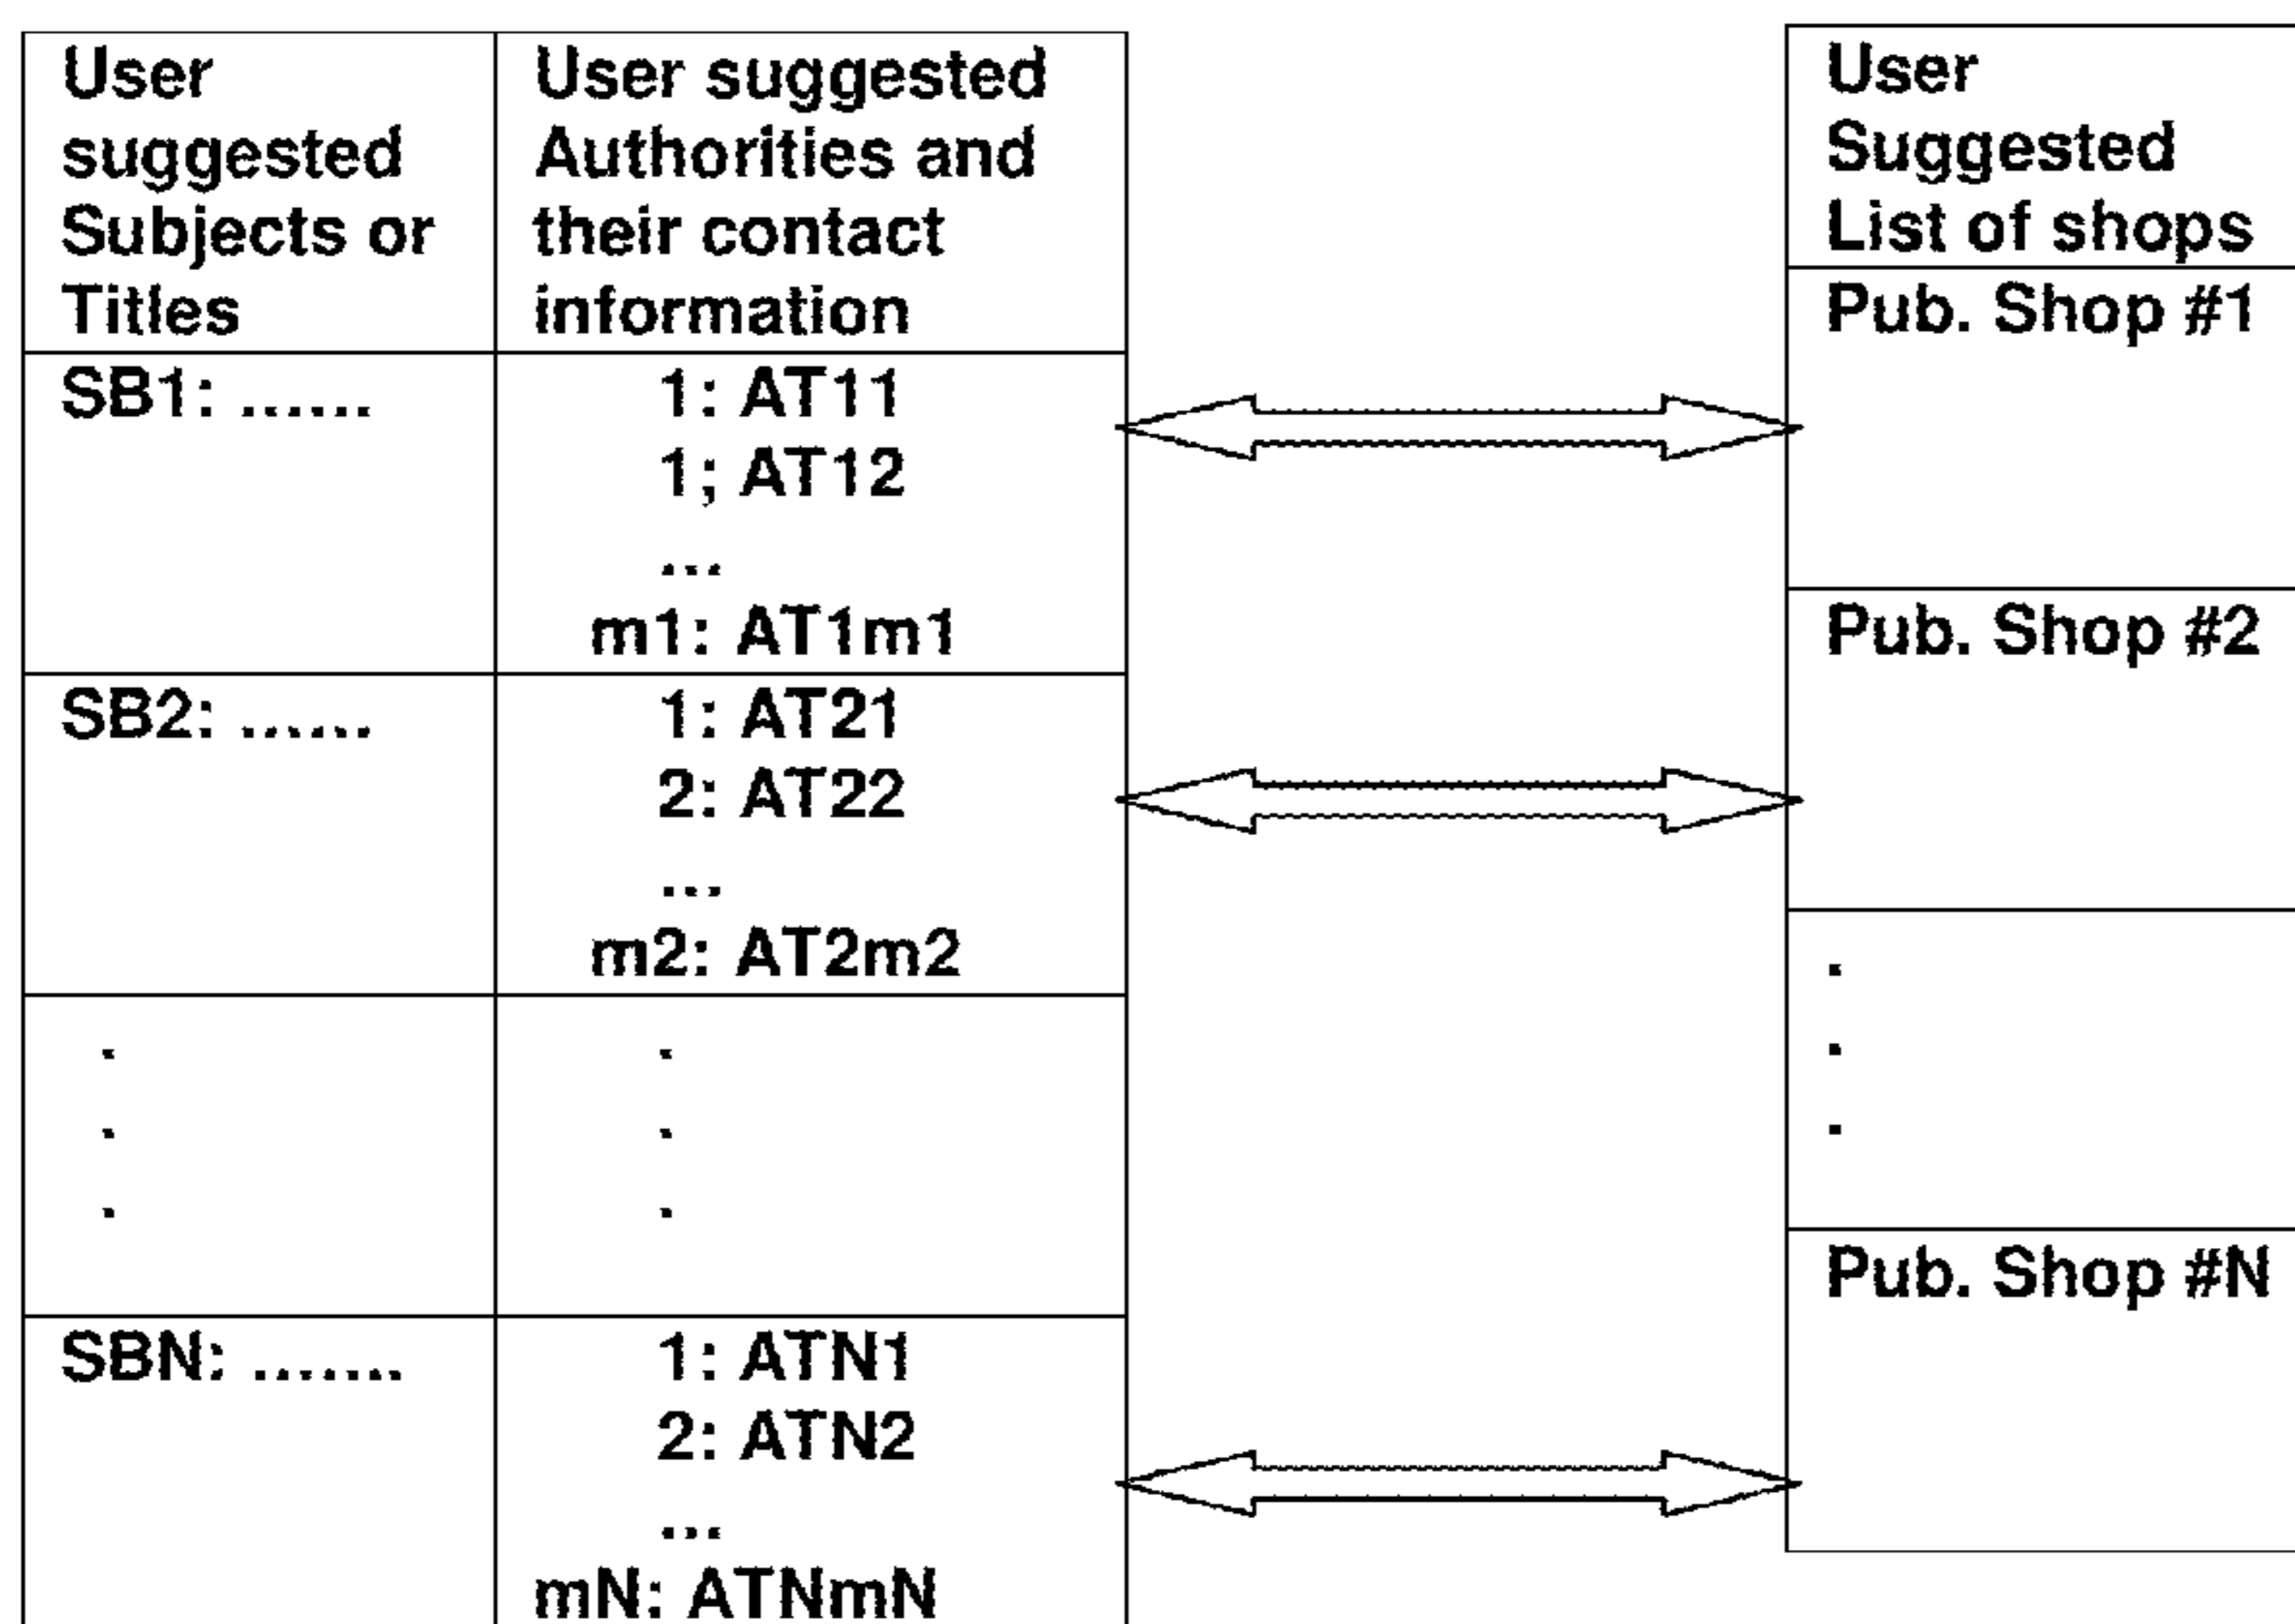 User
suggested
Subjects or
Titles
User suggested
Authorities and
their contact
information
SB1: ......
1: AT11
1; AT12
...
m1: AT1m1
SB2: ......
1: AT21
2: AT22
...
m2: AT2m2
.
.
.
.
.
.
SBN: .......
1: ATN1
2: ATN2
...
mN: ATNmN
User
Suggested
List of shops
Pub. Shop #1
Pub. Shop #2
.
.
.
Pub. Shop #N